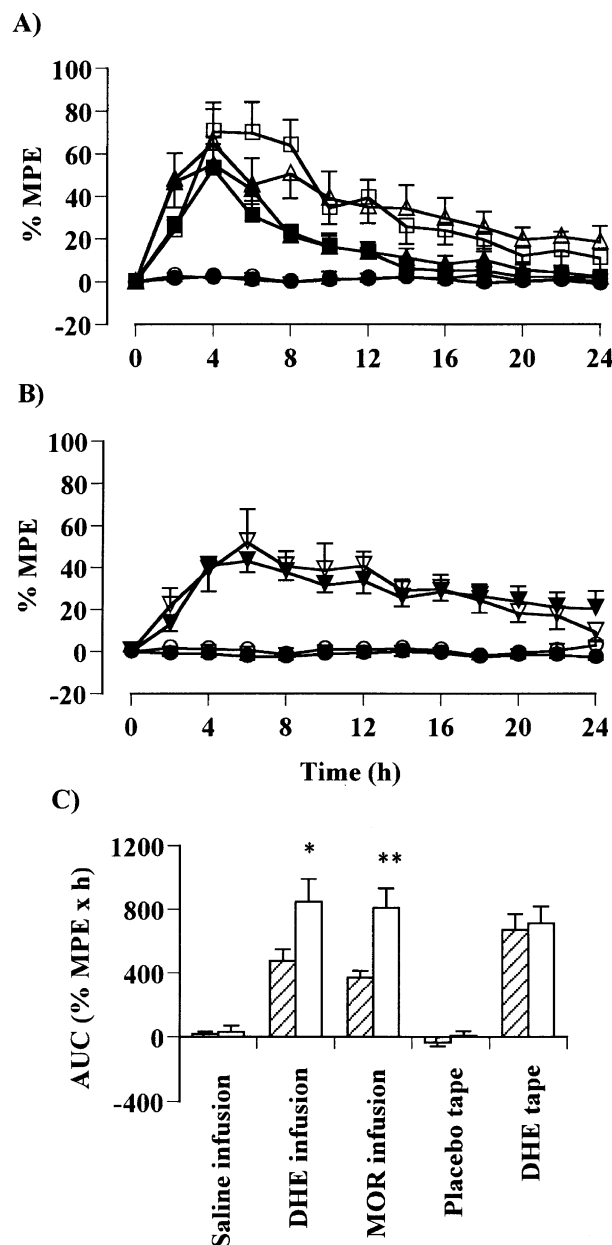 A)
100
80
60
40
20
0
-20
% MPE
0 4 8 12 16 20 24
B)
100
80
60
40
20
0
-20
% MPE
0 4 8 12 16 20 24
Time (h)
C)
1200
800
400
0
-400
AUC (% MPE x h)
* **
Saline infusion
DHE infusion
MOR infusion
Placebo tape
DHE tape